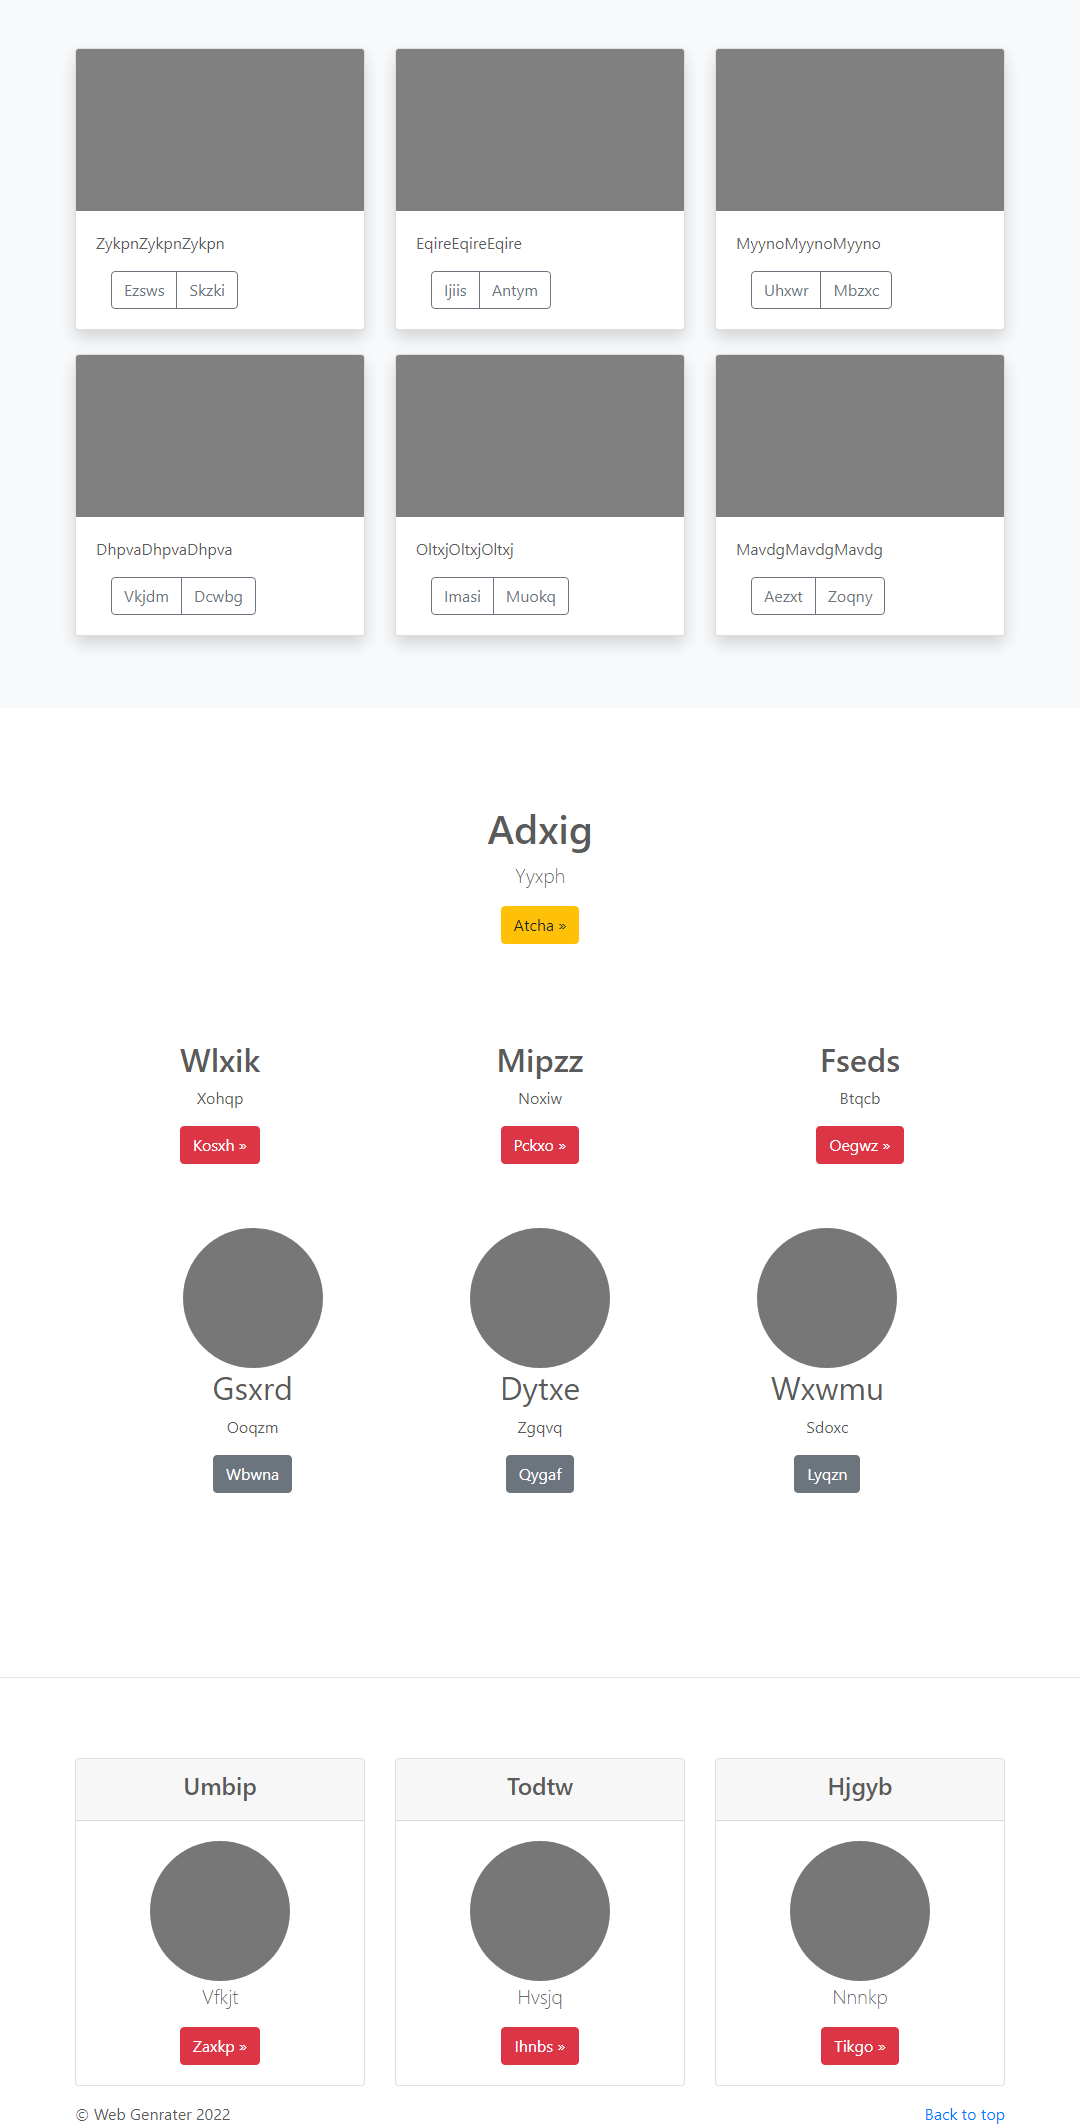 ZykpnZykpnZykpn EqireEqireEqire MyynoMyynoMyyno
Ezsws Skzki Ijiis Antym Uhxwr Mbzxc
DhpvaDhpvaDhpva OltxjOltxjOltxj MavdgMavdgMavdg
Vkjdm Dcwbg Imasi Muokq Aezxt Zoqny
Adxig
Yyxph
Atcha »
Wlxik Mipzz Fseds
Xohqp Noxiw Btqcb
Kosxh » Pckxo » Oegwz »
Gsxrd Dytxe Wxwmu
Ooqzm Zgqvq Sdoxc
Wbwna Qygaf Lyqzn
Umbip Todtw Hjgyb
Vfkjt Hvsjq Nnnkp
Zaxkp » Ihnbs » Tikgo »
© Web Genrater 2022 Back to top